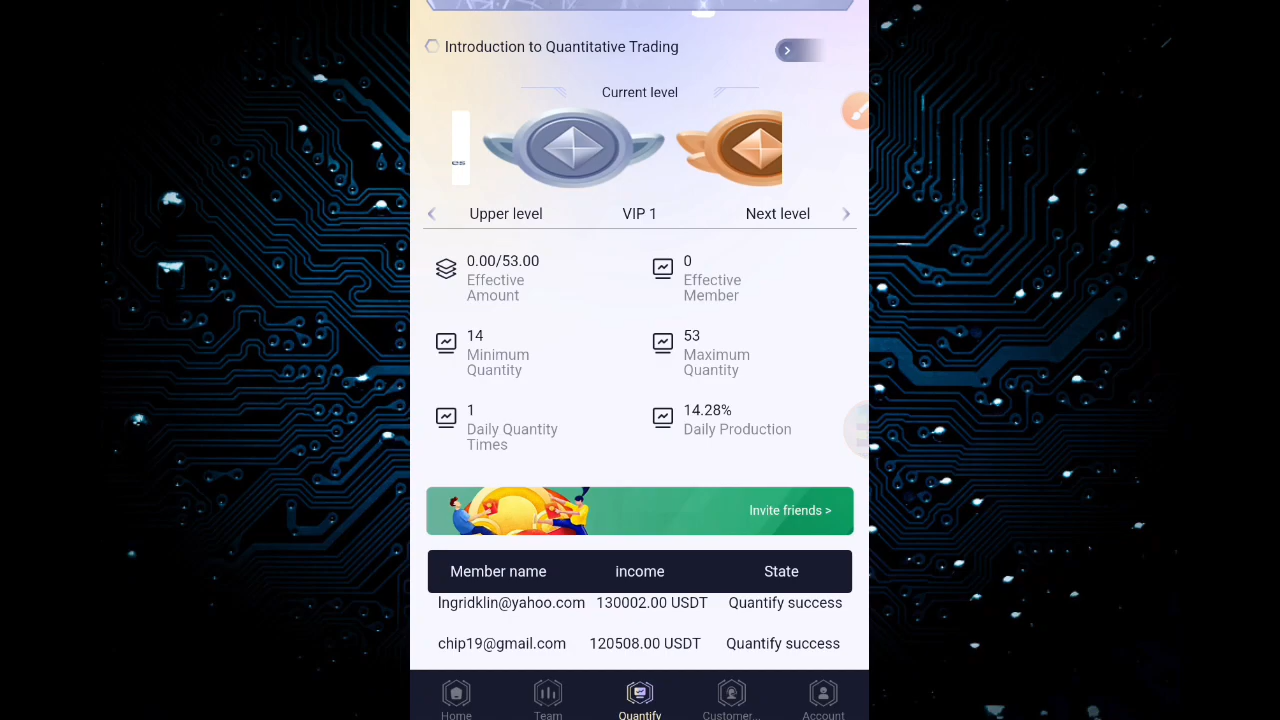 Introduction to Quantitative Trading
Current level
es
Upper level
VIP 1
Next level
0.00/53.00
Effective
Amount
0
Effective
Member
14
Minimum
Quantity
53
Maximum
Quantity
1
Daily Quantity
Times
14.28%
Daily Production
Invite friends >
Member name income State
lngridklin@yahoo.com 130002.00 USDT Quantify success
chip19@gmail.com 120508.00 USDT Quantify success
Home Team Quantify Customer... Account